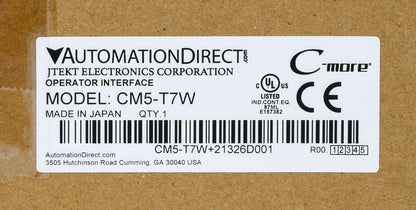 AUTOMATIONDIRECT.com
C-more®
JTEKT ELECTRONICS CORPORATION
OPERATOR INTERFACE
MODEL: CM5-T7W
MADE IN JAPAN QTY.1
C UL US
LISTED
IND.CONT.EQ.
87ML
E157382
CE
CM5-T7W+21326D001
R00. 1 2 3 4 5
AutomationDirect.com
3505 Hutchinson Road Cumming, GA 30040 USA